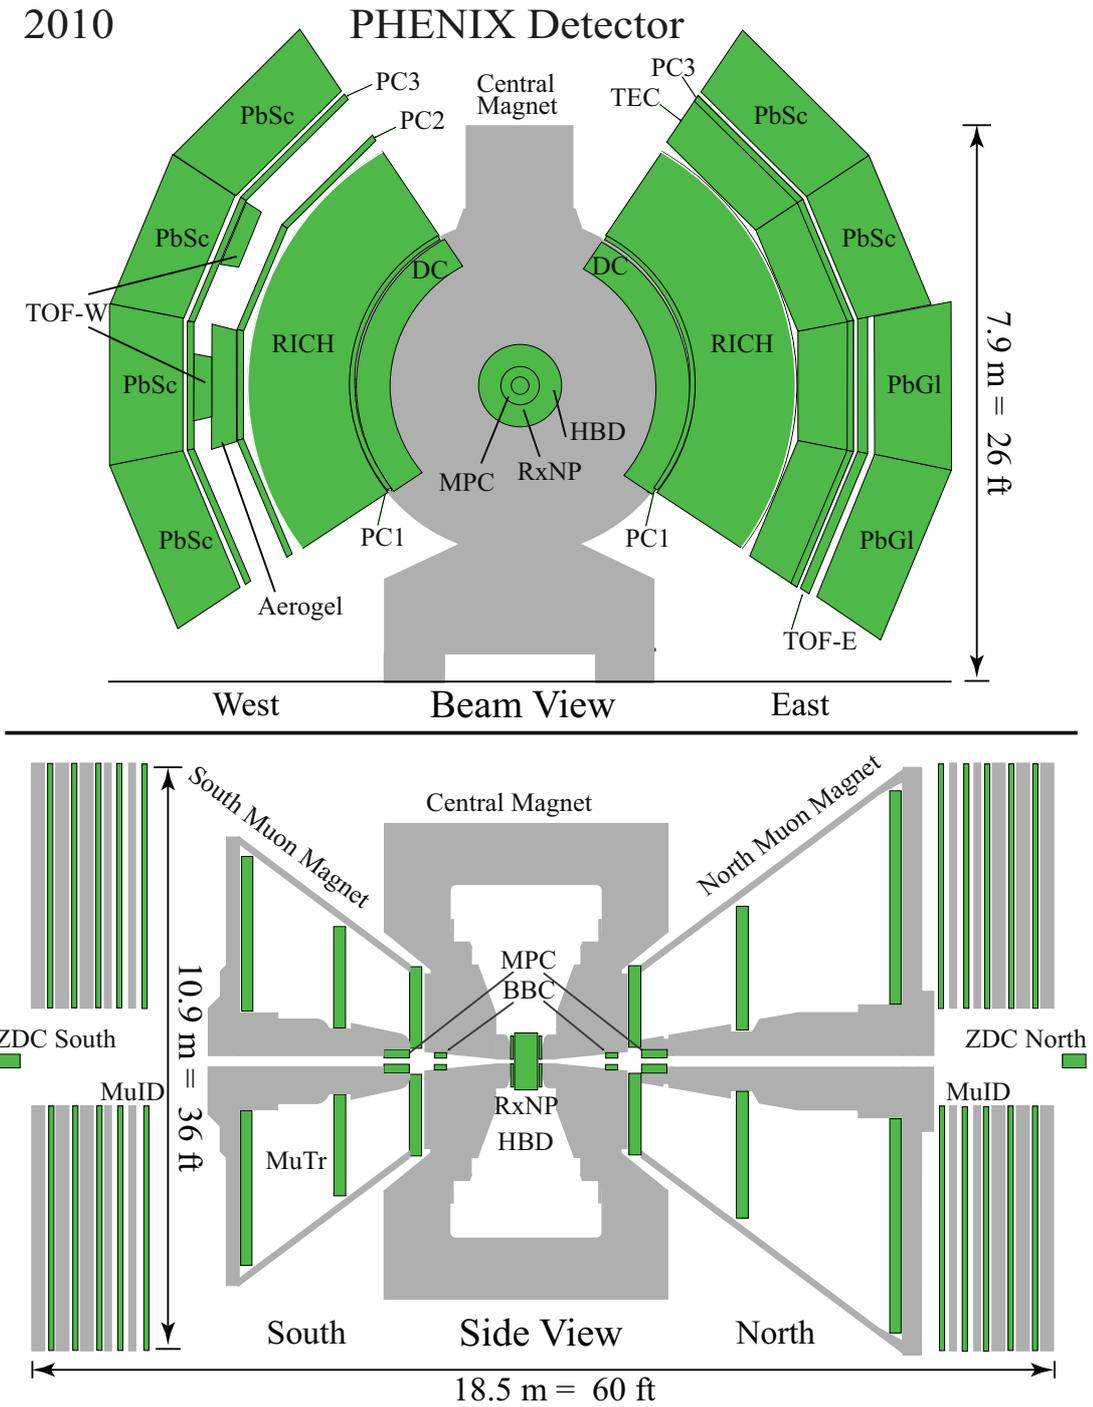 2010
PHENIX Detector
PbSc
PC3
PC2
Central
Magnet
PC3
TEC
PbSc
PbSc
DC
DC
PbSc
TOF-W
RICH
RICH
PbSc
PbGl
HBD
MPC
RxNP
PbSc
PC1
PC1
PbGl
Aerogel
TOF-E
7.9 m = 26 ft
West
Beam View
East
South Muon Magnet
Central Magnet
North Muon Magnet
MPC
BBC
10.9 m = 36 ft
ZDC South
ZDC North
MuID
RxNP
MuID
HBD
MuTr
South
Side View
North
18.5 m = 60 ft